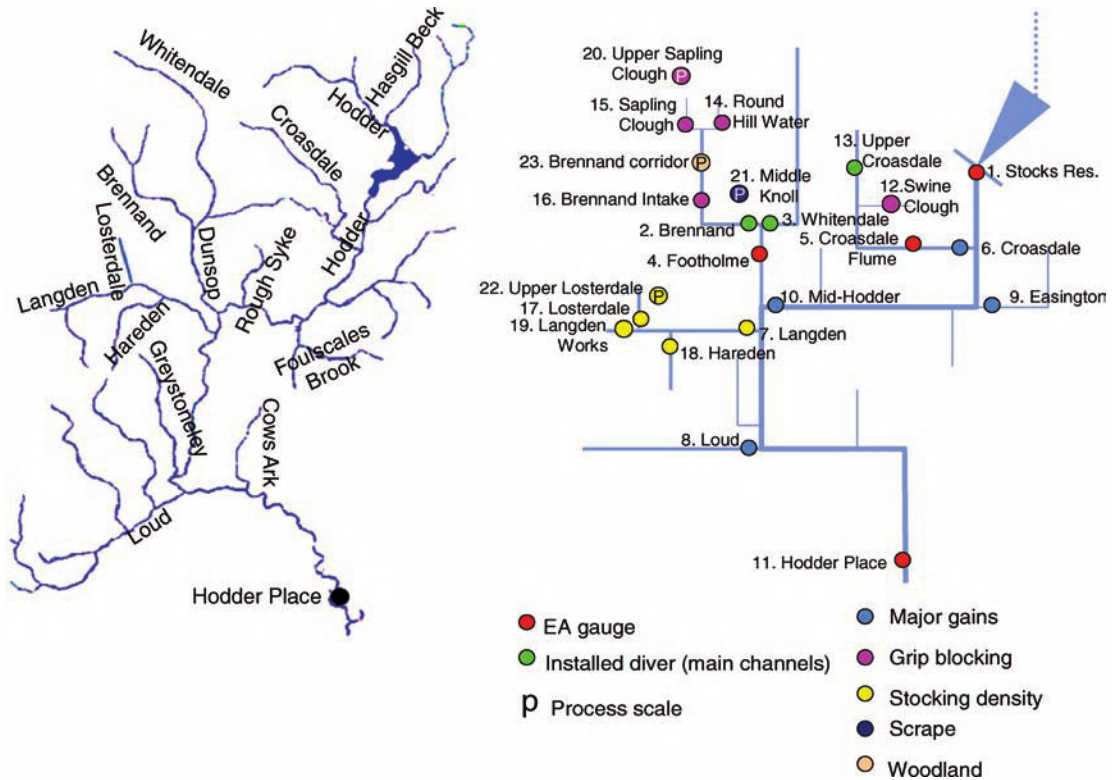 Whitendale
Hasgill Beck
Hodder
Croasdale
Brennand
Losterdale
Dunsop
Hodder
Rough Syke
Langden
Hareden
Greystoneley
Foulscales
Brook
Cows Ark
Loud
Hodder Place
20. Upper Sapling
Clough
P
15. Sapling
Clough
14. Round
Hill Water
23. Brennand corridor
P
21. Middle
Knoll
P
16. Brennand Intake
13. Upper
Croasdale
12.Swine
Clough
1. Stocks Res.
3. Whitendale
2. Brennand
5. Croasdale
Flume
6. Croasdale
4. Footholme
22. Upper Losterdale
P
17. Losterdale
10. Mid-Hodder
9. Easington
19. Langden
Works
7. Langden
18. Hareden
8. Loud
11. Hodder Place
EA gauge
Installed diver (main channels)
p Process scale
Major gains
Grip blocking
Stocking density
Scrape
Woodland